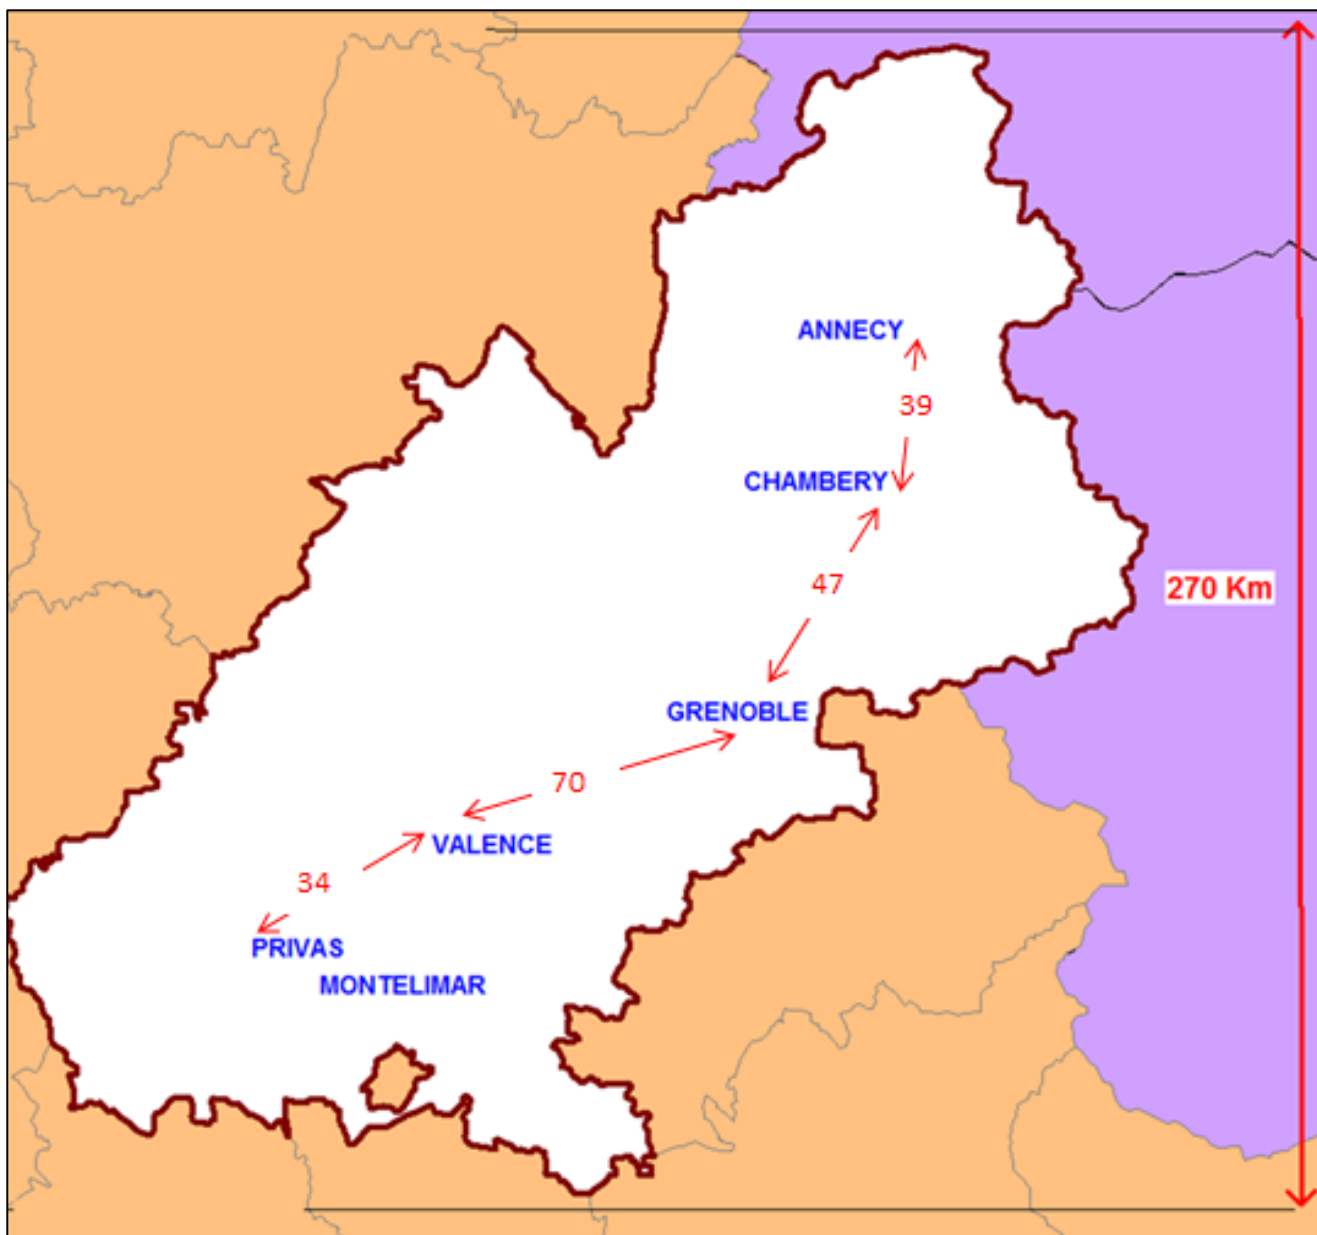 ANNECY
39
CHAMBERY
47
270 Km
GRENOBLE
70
VALENCE
34
PRIVAS
MONTELIMAR